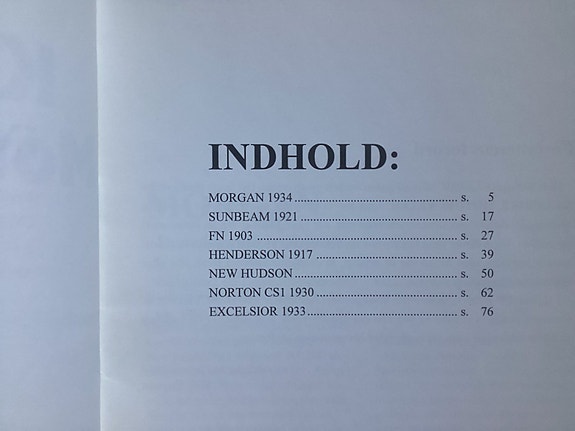 INDHOLD:
MORGAN 1934 ................................................... s. 5
SUNBEAM 1921 ................................................ s. 17
FN 1903 ............................................................. s. 27
HENDERSON 1917 ........................................... s. 39
NEW HUDSON .................................................. s. 50
NORTON CS1 1930 ........................................... s. 62
EXCELSIOR 1933 .............................................. s. 76